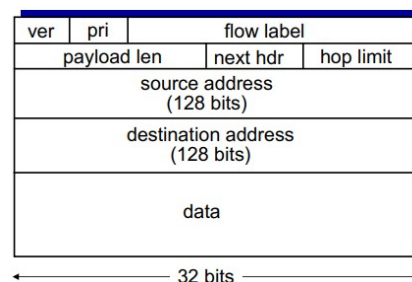 ver pri flow label
payload len next hdr hop limit
source address
(128 bits)
destination address
(128 bits)
data
32 bits